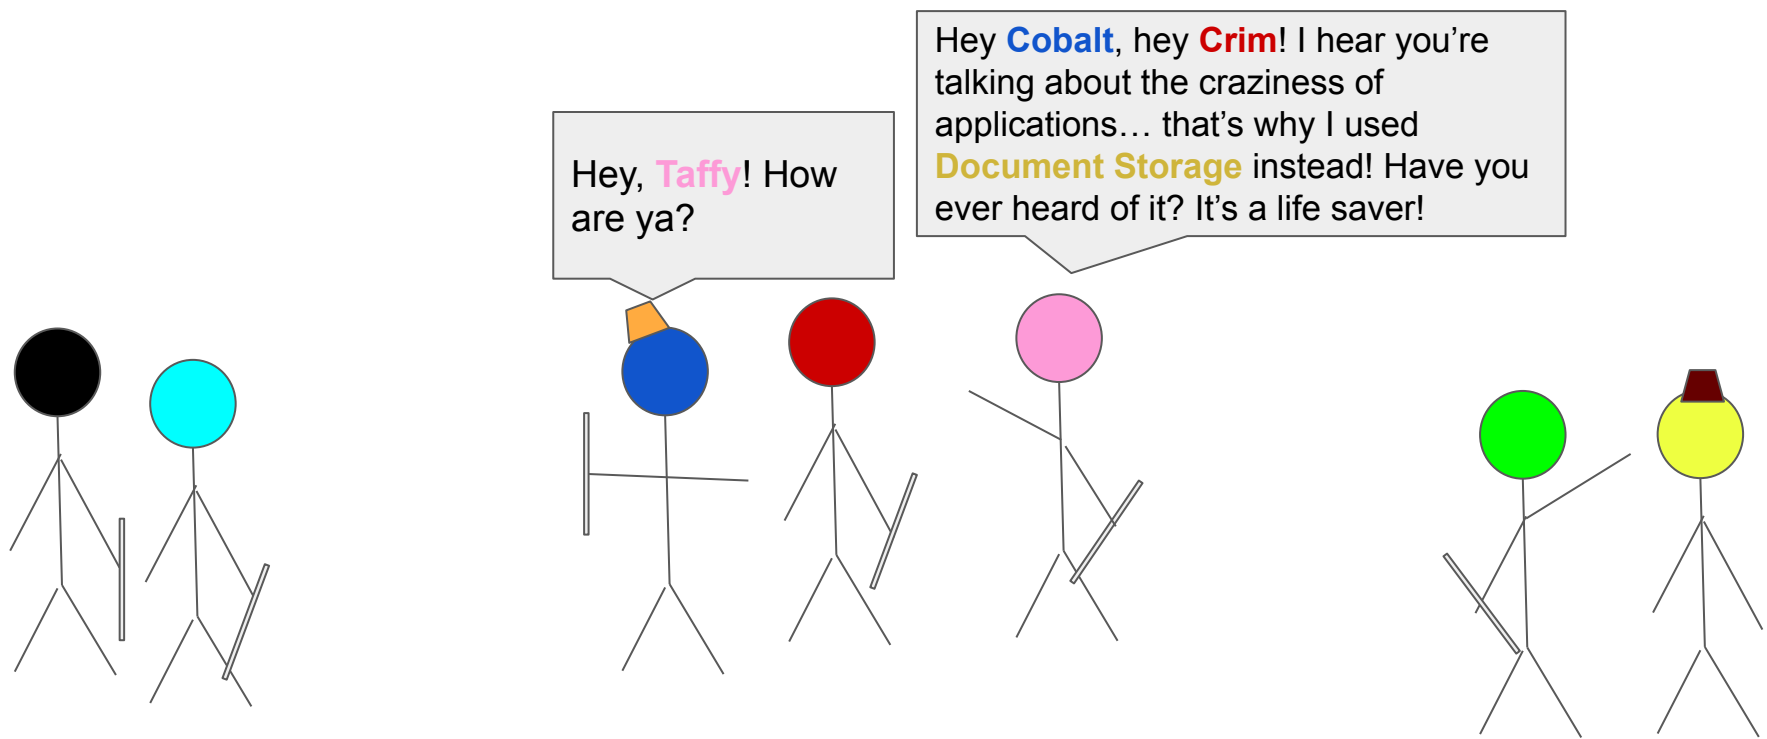 Hey, Taffy! How
are ya?
Hey Cobalt, hey Crim! I hear you’re
talking about the craziness of
applications… that’s why I used
Document Storage instead! Have you
ever heard of it? It’s a life saver!